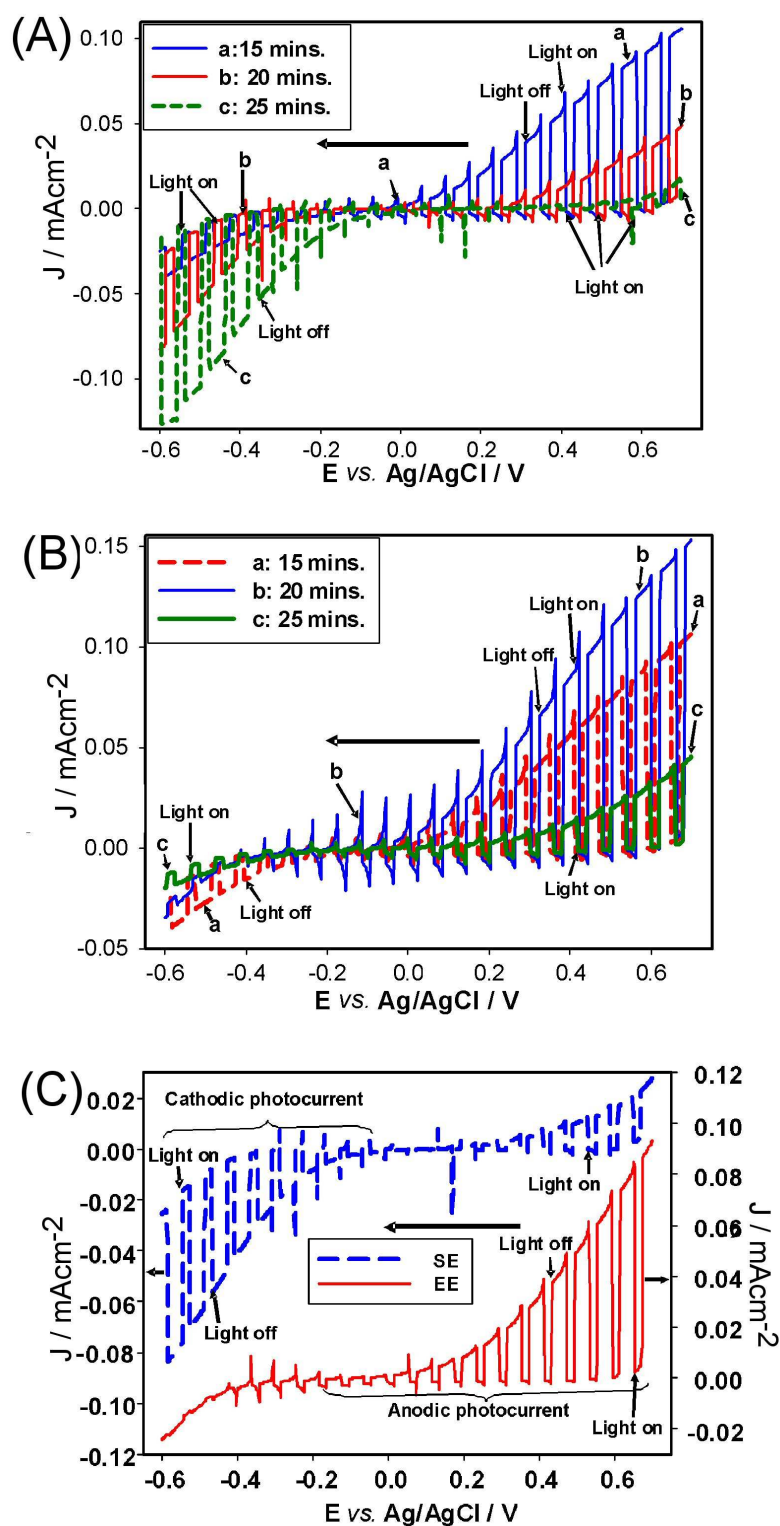 (A)
a:15 mins.
b: 20 mins.
c: 25 mins.
0.10
0.05
0.00
-0.05
-0.10
J / mAcm-2
Light on
a
Light off
b
b
Light on
a
c
Light on
Light off
c
-0.6 -0.4 -0.2 0.0 0.2 0.4 0.6
E vs. Ag/AgCl / V
(B)
a: 15 mins.
b: 20 mins.
c: 25 mins.
0.15
0.10
0.05
0.00
-0.05
J / mAcm-2
b
Light on
a
Light off
c
b
Light on
c
Light on
Light off
a
-0.6 -0.4 -0.2 0.0 0.2 0.4 0.6
E vs. Ag/AgCl / V
(C)
0.02
0.00
-0.02
-0.04
-0.06
-0.08
-0.10
-0.12
J / mAcm-2
0.12
0.10
0.08
0.06
0.04
0.02
0.00
-0.02
J / mAcm-2
Cathodic photocurrent
Light on
Light on
SE
EE
Light off
Light off
Anodic photocurrent
Light on
-0.6 -0.4 -0.2 0.0 0.2 0.4 0.6
E vs. Ag/AgCl / V